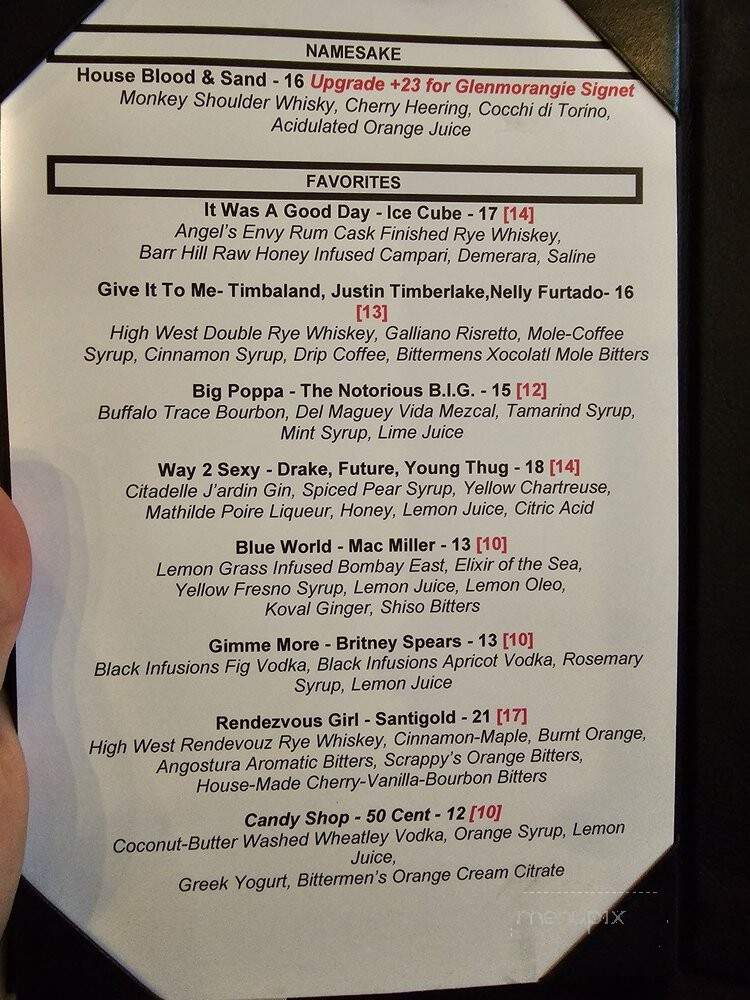 NAMESAKE
House Blood & Sand - 16 Upgrade +23 for Glenmorangie Signet
Monkey Shoulder Whisky, Cherry Heering, Cocchi di Torino,
Acidulated Orange Juice
FAVORITES
It Was A Good Day - Ice Cube - 17 [14]
Angel's Envy Rum Cask Finished Rye Whiskey,
Barr Hill Raw Honey Infused Campari, Demerara, Saline
Give It To Me- Timbaland, Justin Timberlake,Nelly Furtado- 16
[13]
High West Double Rye Whiskey, Galliano Risretto, Mole-Coffee
Syrup, Cinnamon Syrup, Drip Coffee, Bittermens Xocolatl Mole Bitters
Big Poppa - The Notorious B.I.G. - 15 [12]
Buffalo Trace Bourbon, Del Maguey Vida Mezcal, Tamarind Syrup,
Mint Syrup, Lime Juice
Way 2 Sexy - Drake, Future, Young Thug - 18 [14]
Citadelle J'ardin Gin, Spiced Pear Syrup, Yellow Chartreuse,
Mathilde Poire Liqueur, Honey, Lemon Juice, Citric Acid
Blue World - Mac Miller - 13 [10]
Lemon Grass Infused Bombay East, Elixir of the Sea,
Yellow Fresno Syrup, Lemon Juice, Lemon Oleo,
Koval Ginger, Shiso Bitters
Gimme More - Britney Spears - 13 [10]
Black Infusions Fig Vodka, Black Infusions Apricot Vodka, Rosemary
Syrup, Lemon Juice
Rendezvous Girl - Santigold - 21 [17]
High West Rendevouz Rye Whiskey, Cinnamon-Maple, Burnt Orange,
Angostura Aromatic Bitters, Scrappy's Orange Bitters,
House-Made Cherry-Vanilla-Bourbon Bitters
Candy Shop - 50 Cent - 12 [10]
Coconut-Butter Washed Wheatley Vodka, Orange Syrup, Lemon
Juice,
Greek Yogurt, Bittermen's Orange Cream Citrate
menupix